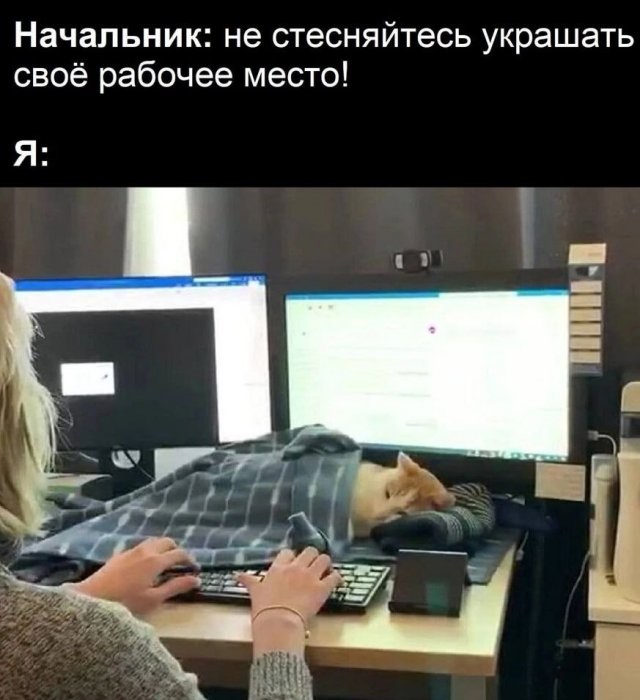 Начальник: не стесняйтесь украшать
своё рабочее место!
Я: